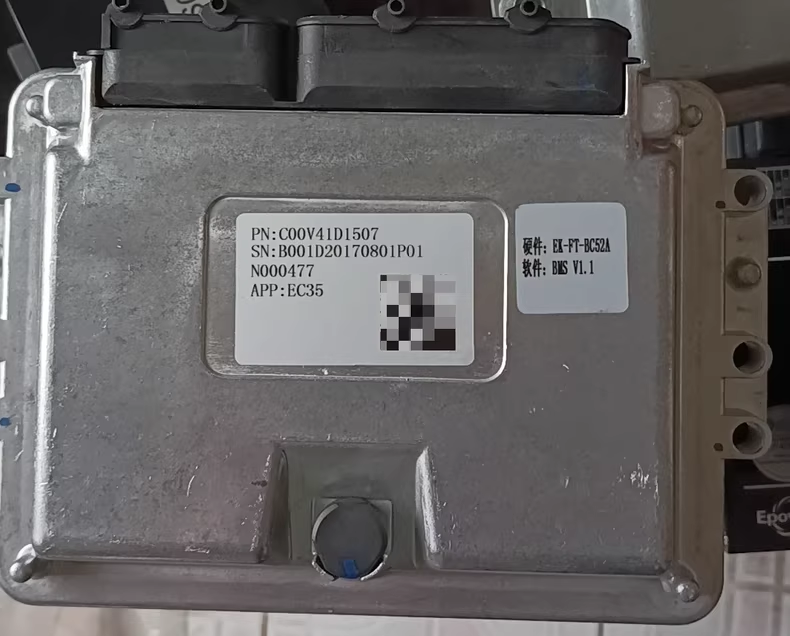 PN:C00V41D1507
SN:B001D20170801P01
N000477
APP:EC35
硬件: EK-FT-BC52A
软件: BMS V1.1